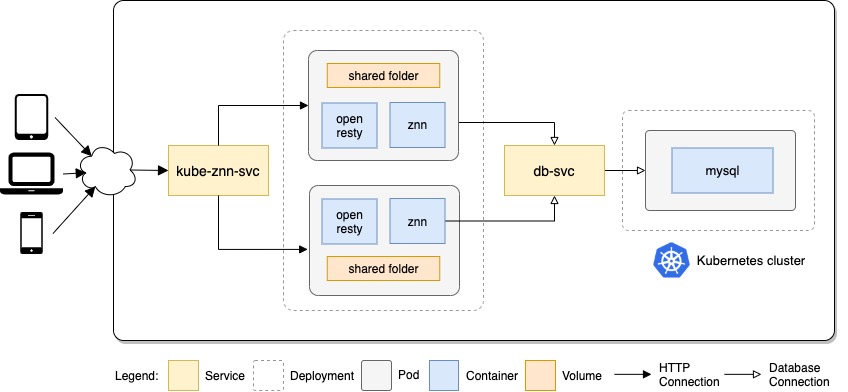 shared folder
open
resty
znn
kube-znn-svc
db-svc
mysql
open
resty
znn
shared folder
Kubernetes cluster
Legend:
Service
Deployment
Pod
Container
Volume
HTTP
Connection
Database
Connection